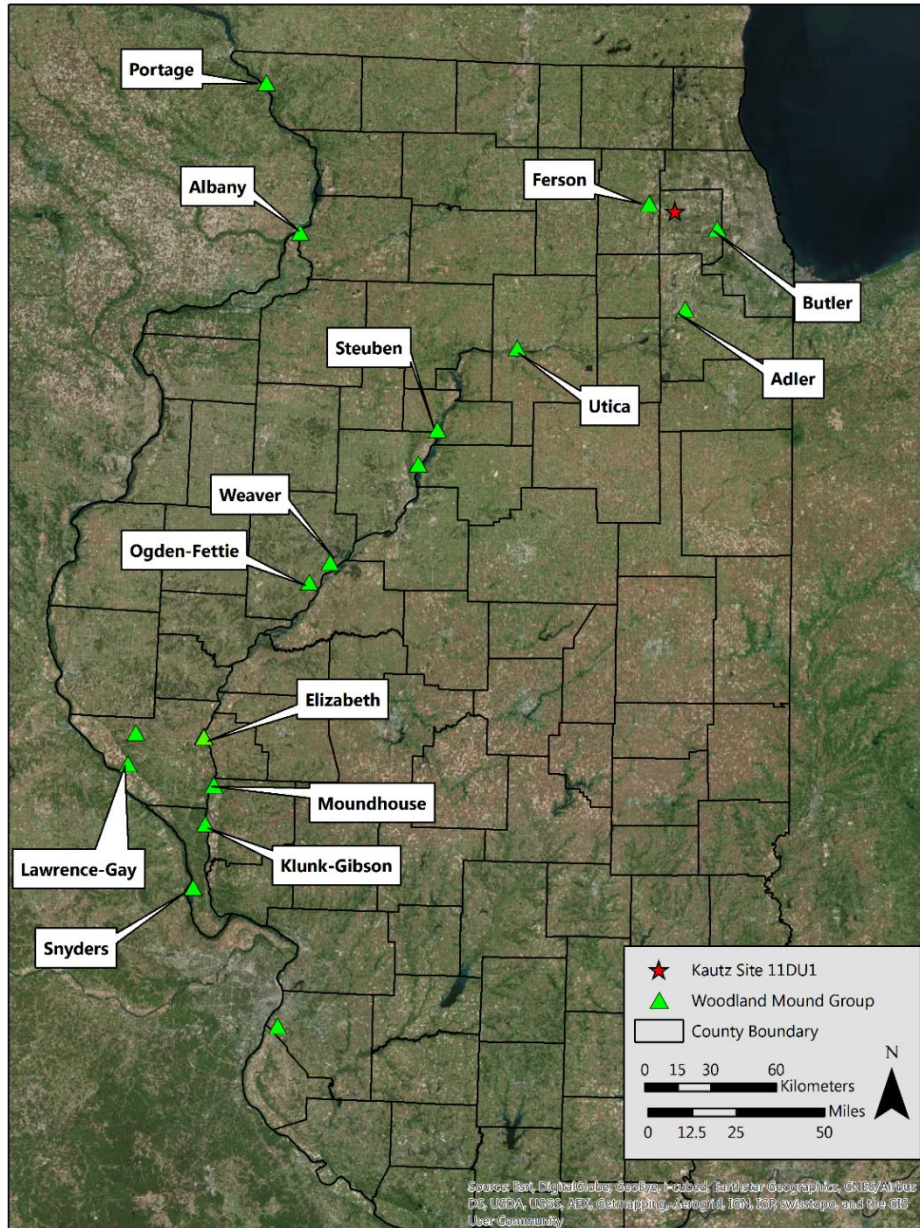 Portage
Albany
Ferson
Butler
Steuben
Adler
Utica
Weaver
Ogden-Fettie
Elizabeth
Moundhouse
Lawrence-Gay
Klunk-Gibson
Snyders
Kautz Site 11DU1
Woodland Mound Group
County Boundary
N
0 15 30 60
Kilometers
Miles
0 12.5 25 50
Source: Esri, DigitalGlobe, GeoEye, i-cubed, Earthstar Geographics, CNES/Airbus
DS, USDA, USGS, AEX, Getmapping, Aerogrid, IGN, IGP, swisstopo, and the GIS
User Community